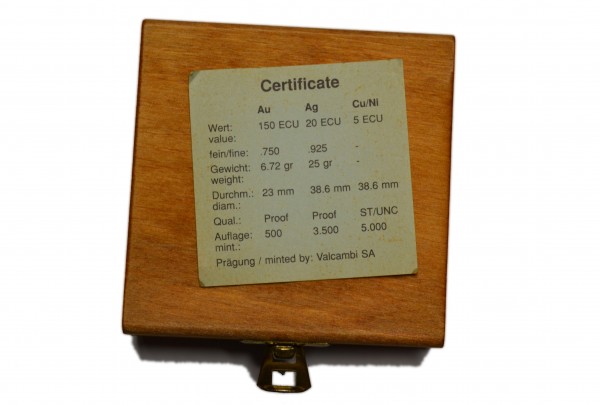 Certificate
Au Ag Cu/Ni
Wert: 150 ECU 20 ECU 5 ECU
value:
fein/fine: .750 .925 -
Gewicht: 6.72 gr 25 gr -
weight:
Durchm.: 23 mm 38.6 mm 38.6 mm
diam.:
Qual.: Proof Proof ST/UNC
Auflage: 500 3.500 5.000
mint.:
Prägung / minted by: Valcambi SA